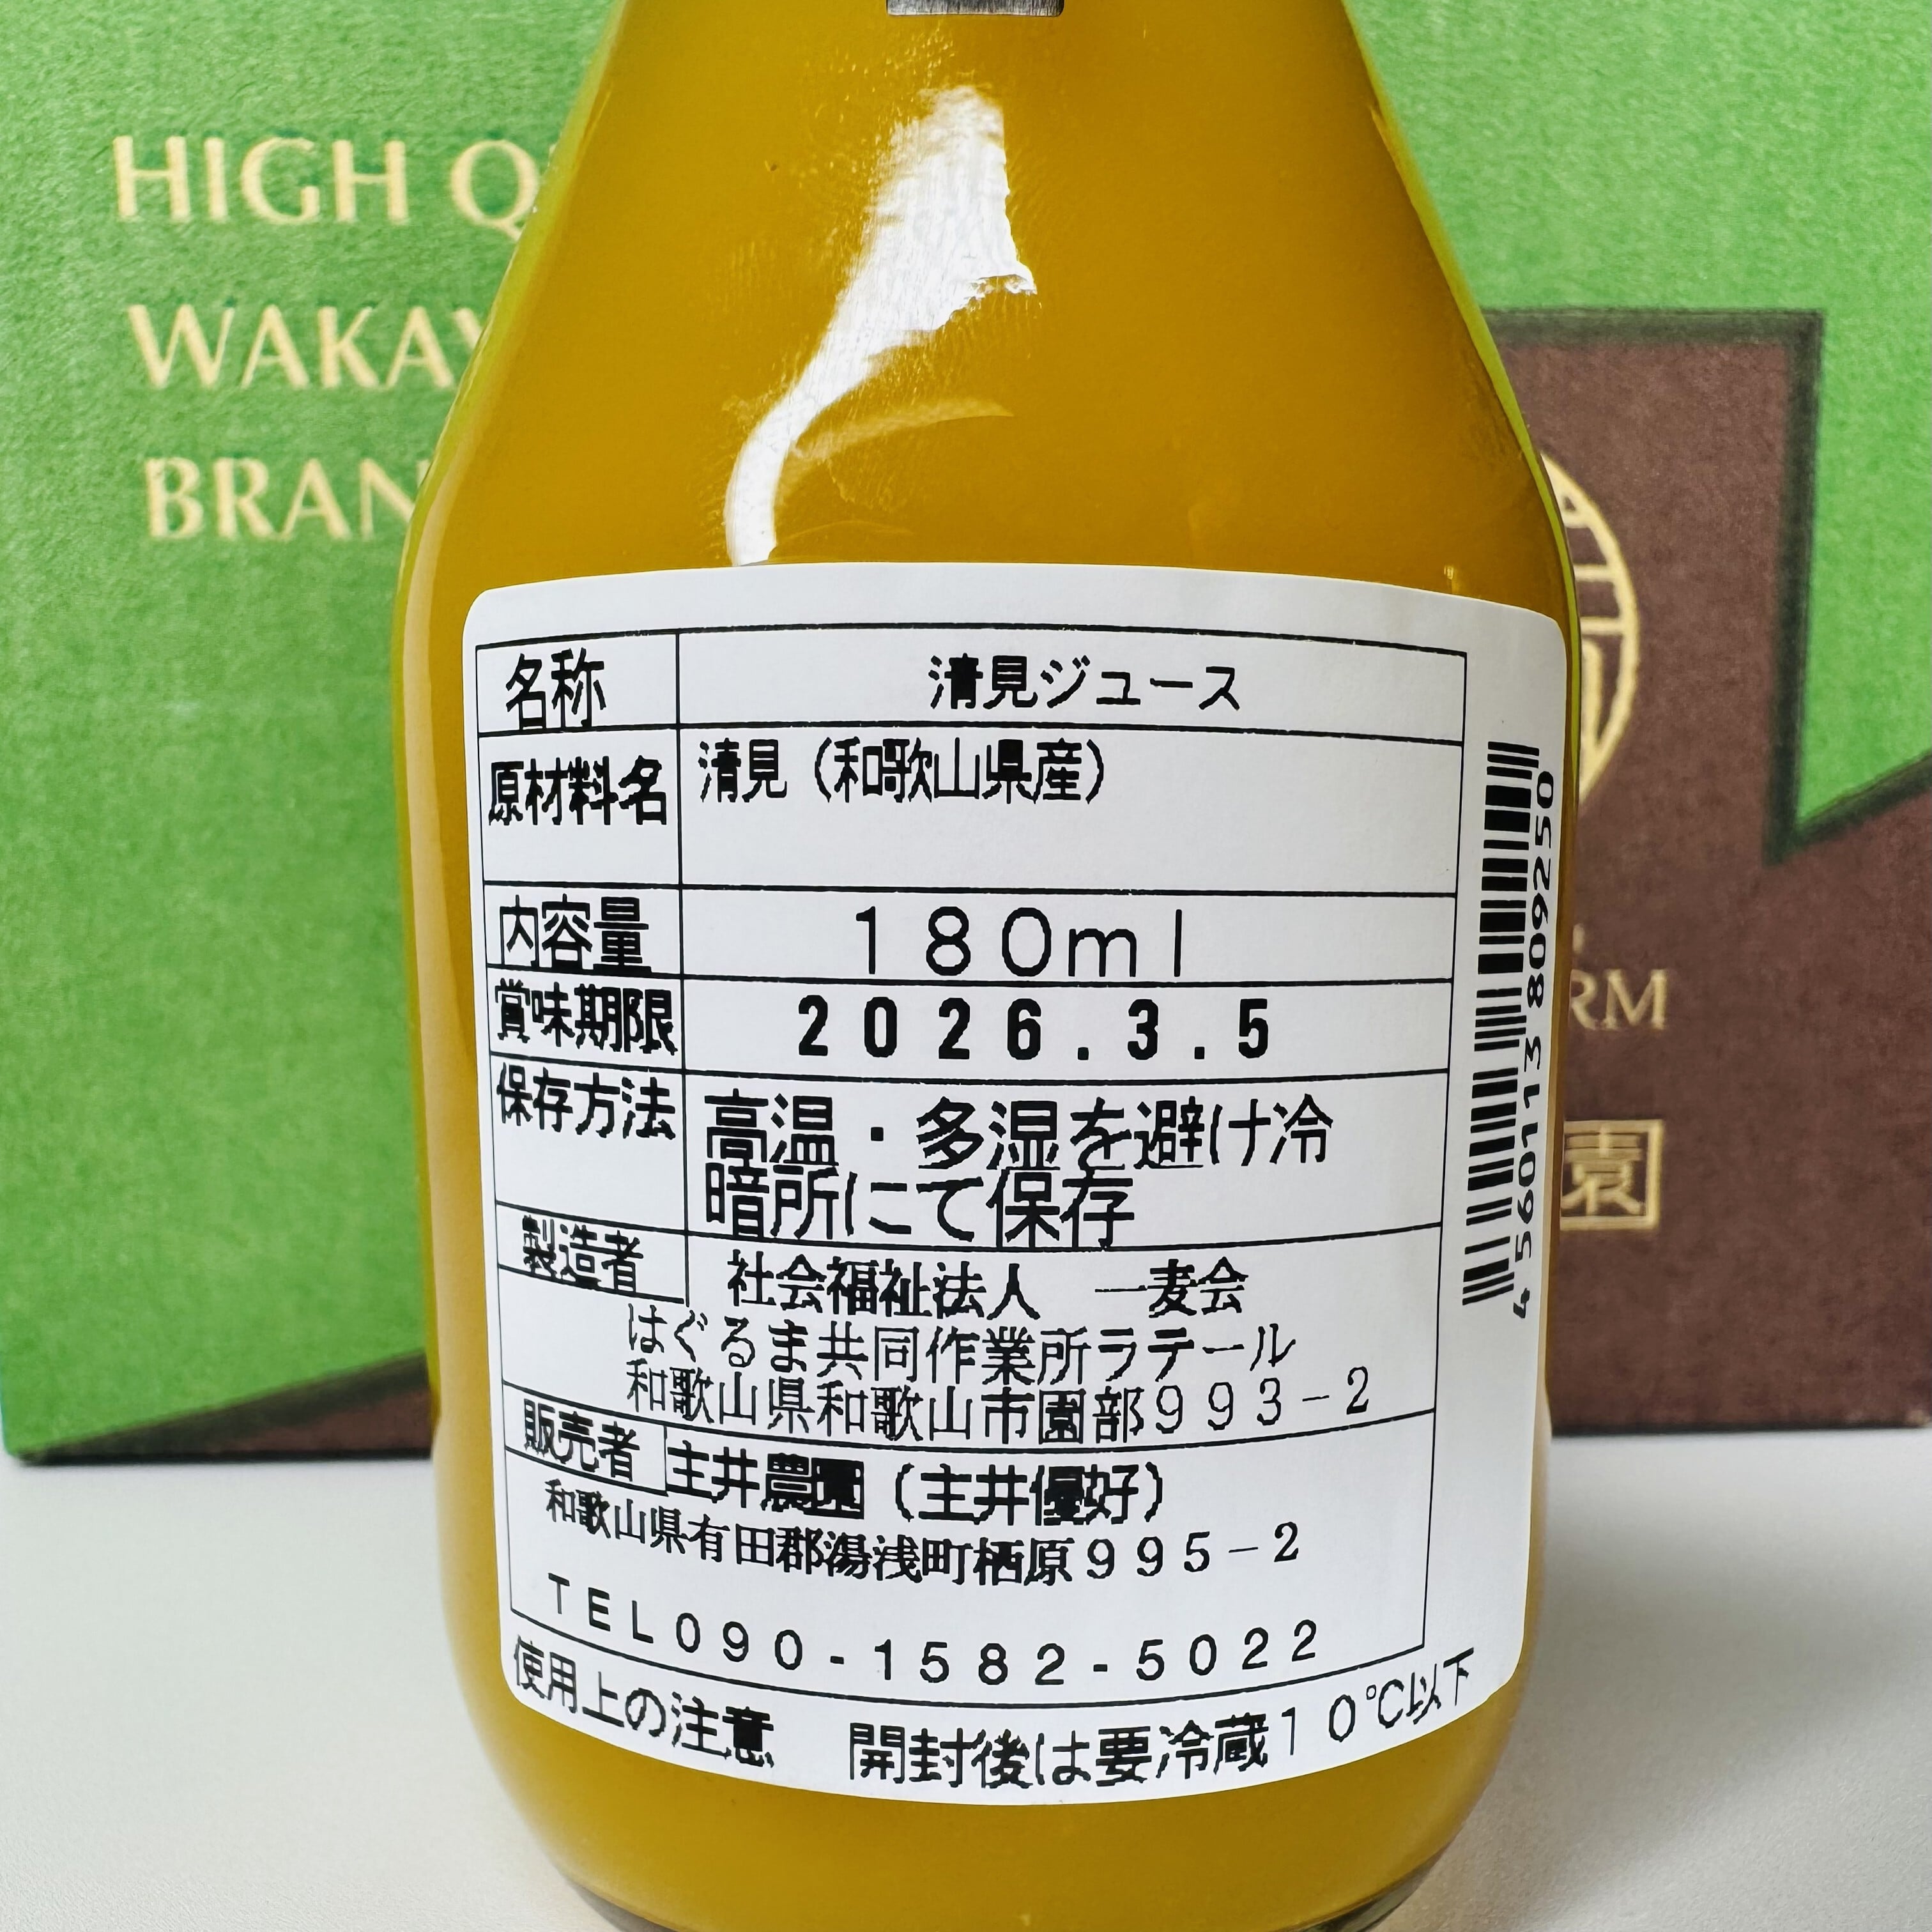 HIGH Q
WAKAY
BRAN
名称 清見ジュース
原材料名 清見（和歌山県産）
内容量 180ml
賞味期限 2026.3.5
保存方法 高温・多湿を避け冷
暗所にて保存
製造者 社会福祉法人 一麦会
はぐるま共同作業所ラテール
和歌山県和歌山市園部993-2
販売者 主井農園（主井優好）
和歌山県有田郡湯浅町栖原995-2
TEL090-1582-5022
使用上の注意 開封後は要冷蔵10℃以下
4560113809250
RM
園